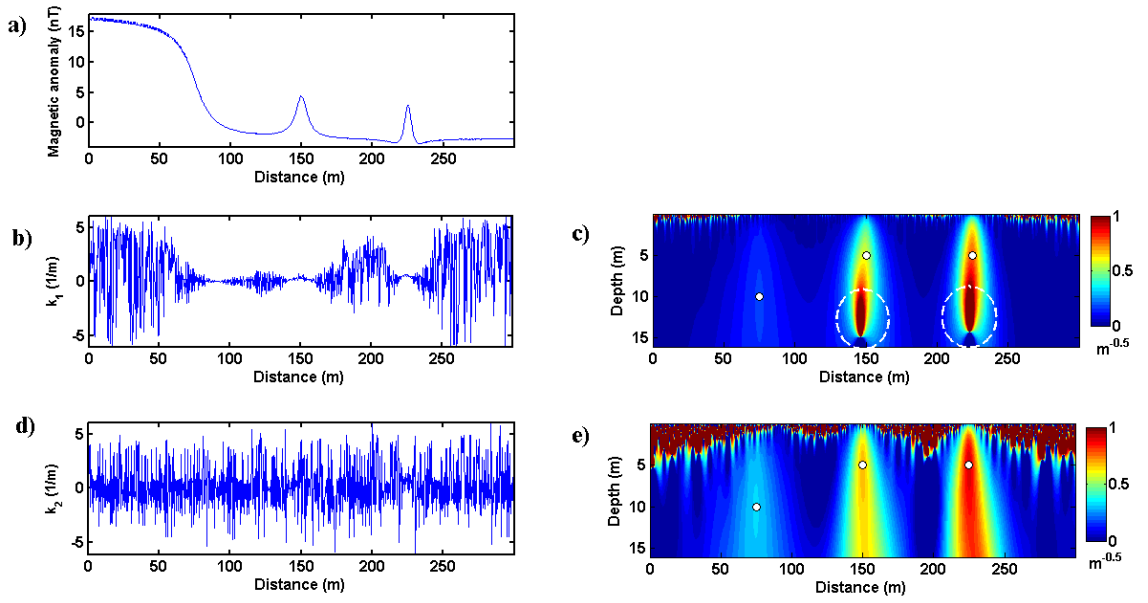 a)
Magnetic anomaly (nT)
15
10
5
0
0 50 100 150 200 250
Distance (m)
b)
k1 (1/m)
5
0
-5
0 50 100 150 200 250
Distance (m)
c)
Depth (m)
5
10
15
0 50 100 150 200 250
Distance (m)
1
0.5
0
m-0.5
d)
k2 (1/m)
5
0
-5
0 50 100 150 200 250
Distance (m)
e)
Depth (m)
5
10
15
0 50 100 150 200 250
Distance (m)
1
0.5
0
m-0.5